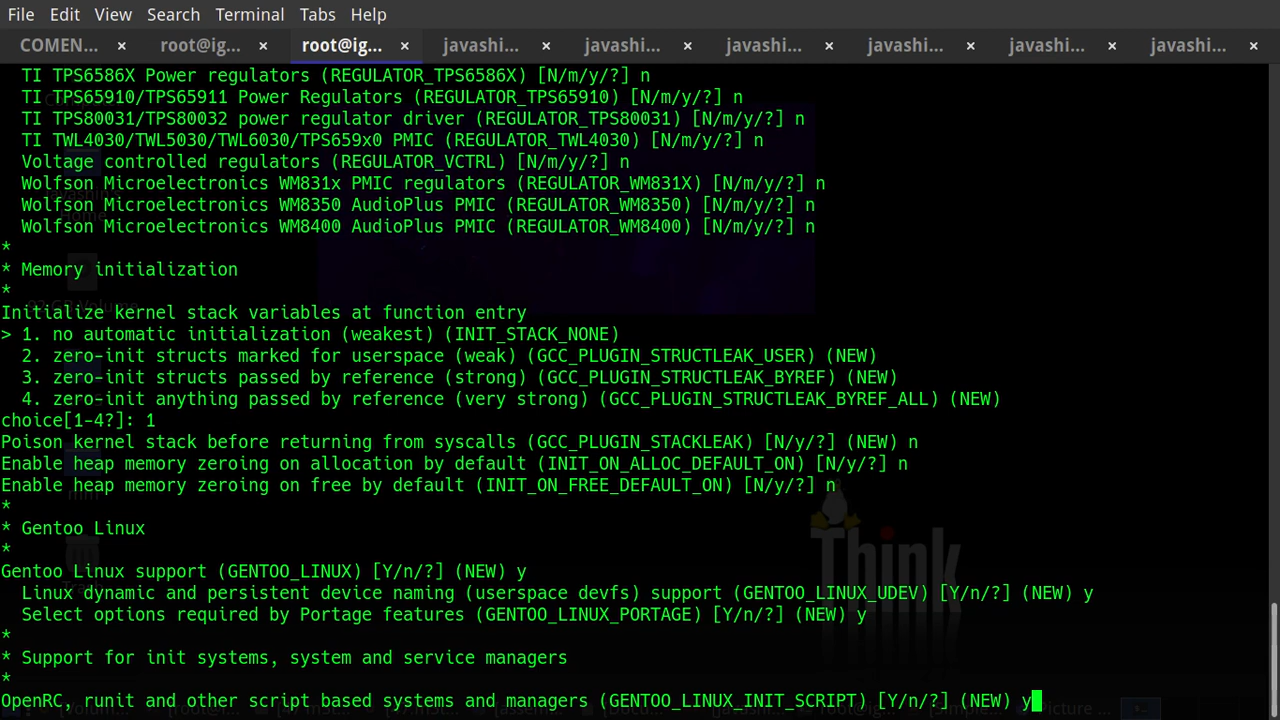 File Edit View Search Terminal Tabs Help
COMEN... × root@ig... × root@ig... × javashi... × javashi... × javashi... × javashi... × javashi... × javashi... ×
TI TPS6586X Power regulators (REGULATOR_TPS6586X) [N/m/y/?] n
TI TPS65910/TPS65911 Power Regulators (REGULATOR_TPS65910) [N/m/y/?] n
TI TPS80031/TPS80032 power regulator driver (REGULATOR_TPS80031) [N/m/y/?] n
TI TWL4030/TWL5030/TWL6030/TPS659x0 PMIC (REGULATOR_TWL4030) [N/m/y/?] n
Voltage controlled regulators (REGULATOR_VCTRL) [N/m/y/?] n
Wolfson Microelectronics WM831x PMIC regulators (REGULATOR_WM831X) [N/m/y/?] n
Wolfson Microelectronics WM8350 AudioPlus PMIC (REGULATOR_WM8350) [N/m/y/?] n
Wolfson Microelectronics WM8400 AudioPlus PMIC (REGULATOR_WM8400) [N/m/y/?] n
*
* Memory initialization
*
Initialize kernel stack variables at function entry
> 1. no automatic initialization (weakest) (INIT_STACK_NONE)
2. zero-init structs marked for userspace (weak) (GCC_PLUGIN_STRUCTLEAK_USER) (NEW)
3. zero-init structs passed by reference (strong) (GCC_PLUGIN_STRUCTLEAK_BYREF) (NEW)
4. zero-init anything passed by reference (very strong) (GCC_PLUGIN_STRUCTLEAK_BYREF_ALL) (NEW)
choice[1-4?]: 1
Poison kernel stack before returning from syscalls (GCC_PLUGIN_STACKLEAK) [N/y/?] (NEW) n
Enable heap memory zeroing on allocation by default (INIT_ON_ALLOC_DEFAULT_ON) [N/y/?] n
Enable heap memory zeroing on free by default (INIT_ON_FREE_DEFAULT_ON) [N/y/?] n
*
* Gentoo Linux
*
Think
Gentoo Linux support (GENTOO_LINUX) [Y/n/?] (NEW) y
Linux dynamic and persistent device naming (userspace devfs) support (GENTOO_LINUX_UDEV) [Y/n/?] (NEW) y
Select options required by Portage features (GENTOO_LINUX_PORTAGE) [Y/n/?] (NEW) y
*
* Support for init systems, system and service managers
*
OpenRC, runit and other script based systems and managers (GENTOO_LINUX_INIT_SCRIPT) [Y/n/?] (NEW) y